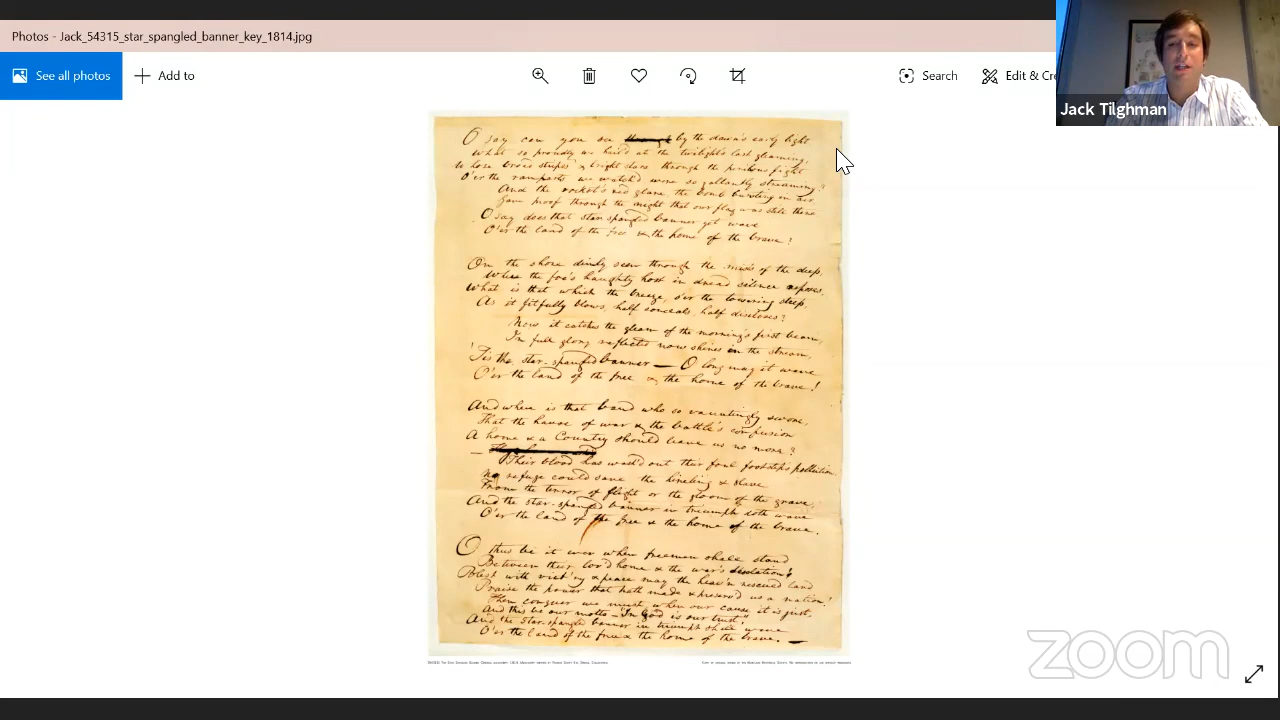 Photos - Jack_54315_star_spangled_banner_key_1814.jpg
See all photos
Add to
Search
Edit & Cre
Jack Tilghman
O say can you see by the dawn's early light
What so proudly we hail'd at the twilight's last gleaming,
Whose broad stripes & bright stars through the perilous fight
O'er the ramparts we watch'd were so gallantly streaming?
And the rocket's red glare, the bomb bursting in air,
Gave proof through the night that our flag was still there
O say does that star-spangled banner yet wave
O'er the land of the free & the home of the brave?
On the shore dimly seen through the mists of the deep,
Where the foe's haughty host in dread silence reposes,
What is that which the breeze, o'er the towering steep,
As it fitfully blows, half conceals, half discloses?
Now it catches the gleam of the morning's first beam,
In full glory reflected now shines in the stream,
'Tis the star-spangled banner — O long may it wave
O'er the land of the free & the home of the brave!
And where is that band who so vauntingly swore,
That the havoc of war & the battle's confusion
A home & a Country should leave us no more?
Their blood has wash'd out their foul footsteps pollution
No refuge could save the hireling & slave
From the terror of flight or the gloom of the grave,
And the star-spangled banner in triumph doth wave
O'er the land of the free & the home of the brave.
O thus be it ever when freemen shall stand
Between their lov'd home & the war's desolation!
Blest with vict'ry & peace may the heav'n rescued land
Praise the power that hath made & preserv'd us a nation!
Then conquer we must, when our cause it is just,
And this be our motto - "In God is our trust,"
And the star-spangled banner in triumph shall wave
O'er the land of the free & the home of the brave. —
zoom